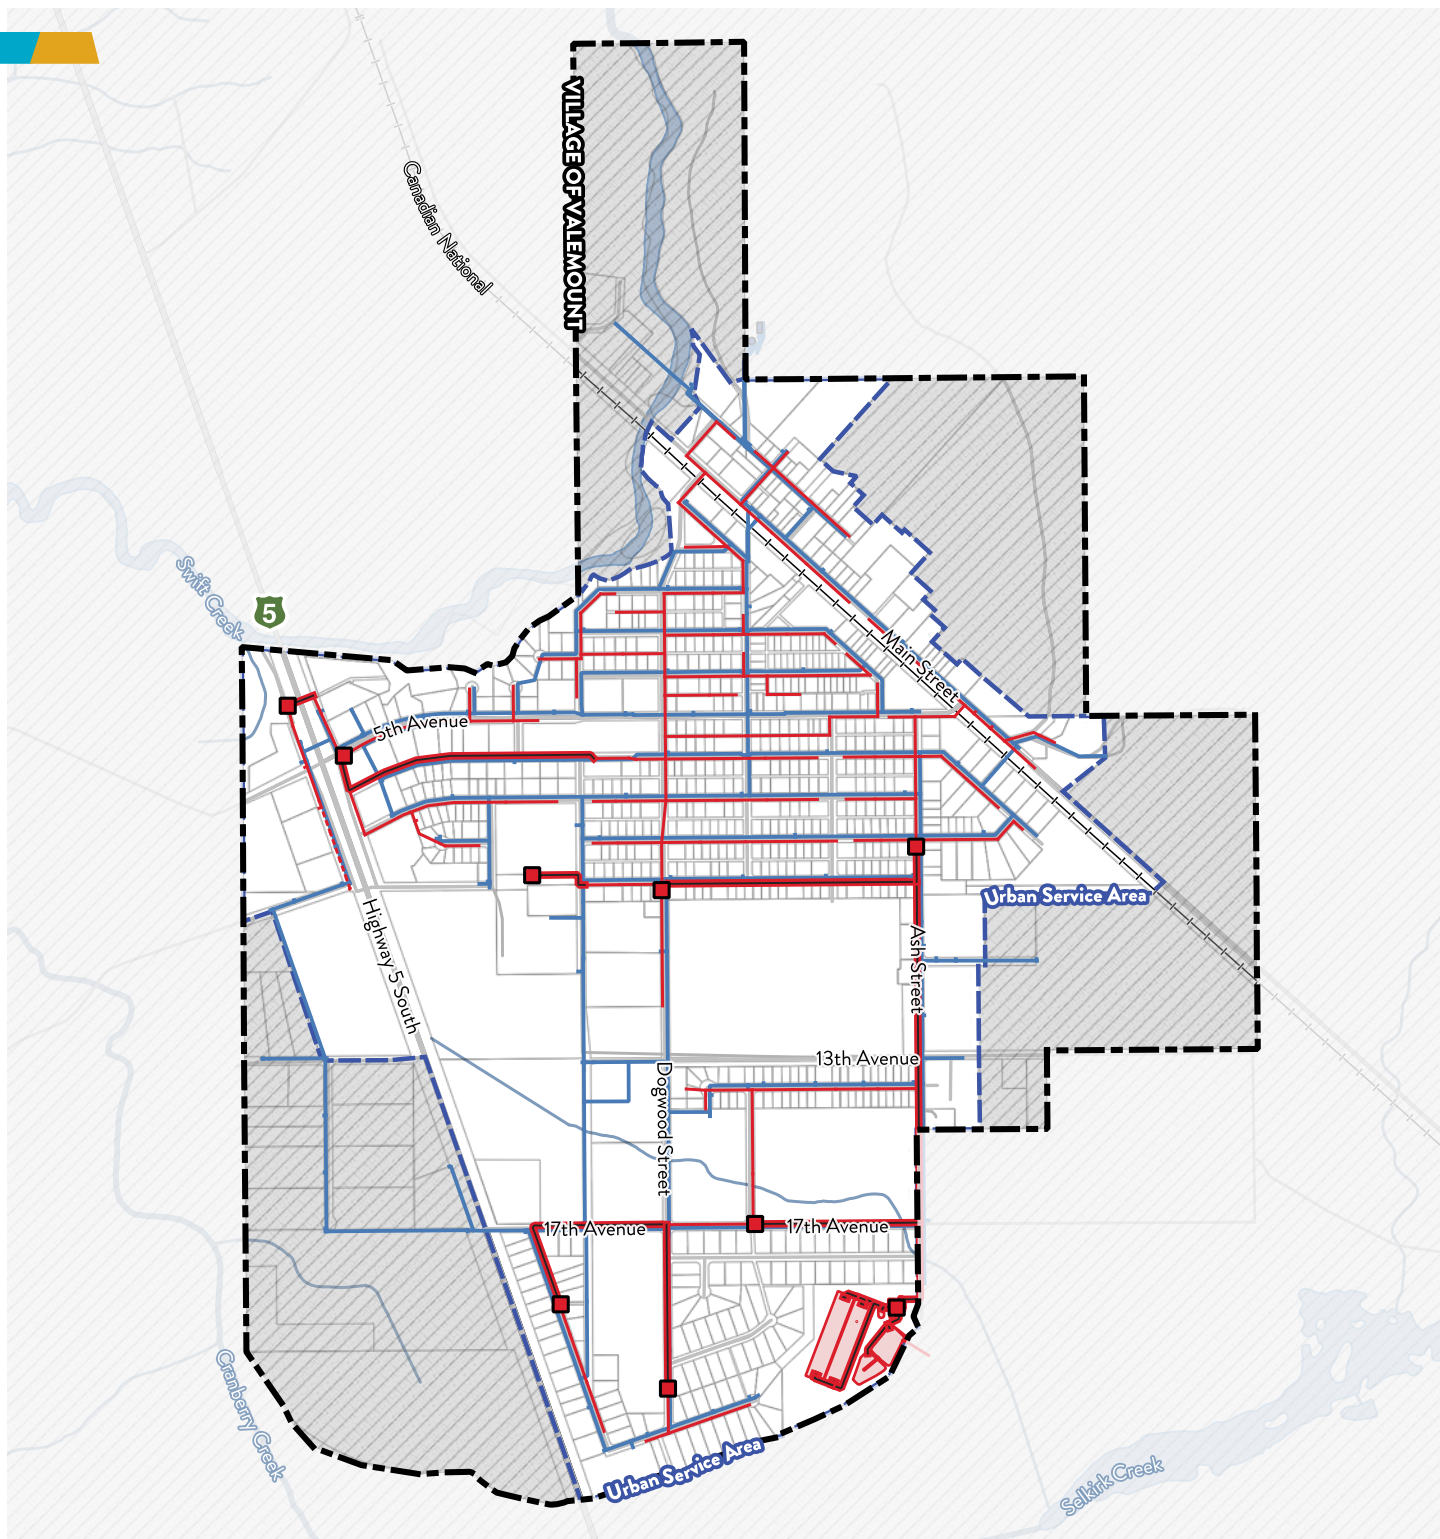 VILLAGE OF VALEMOUNT
Canadian National
Swift Creek
5
Main Street
5th Avenue
Urban Service Area
Highway 5 South
Ash Street
13th Avenue
Dogwood Street
17th Avenue
17th Avenue
Cranberry Creek
Urban Service Area
Selkirk Creek